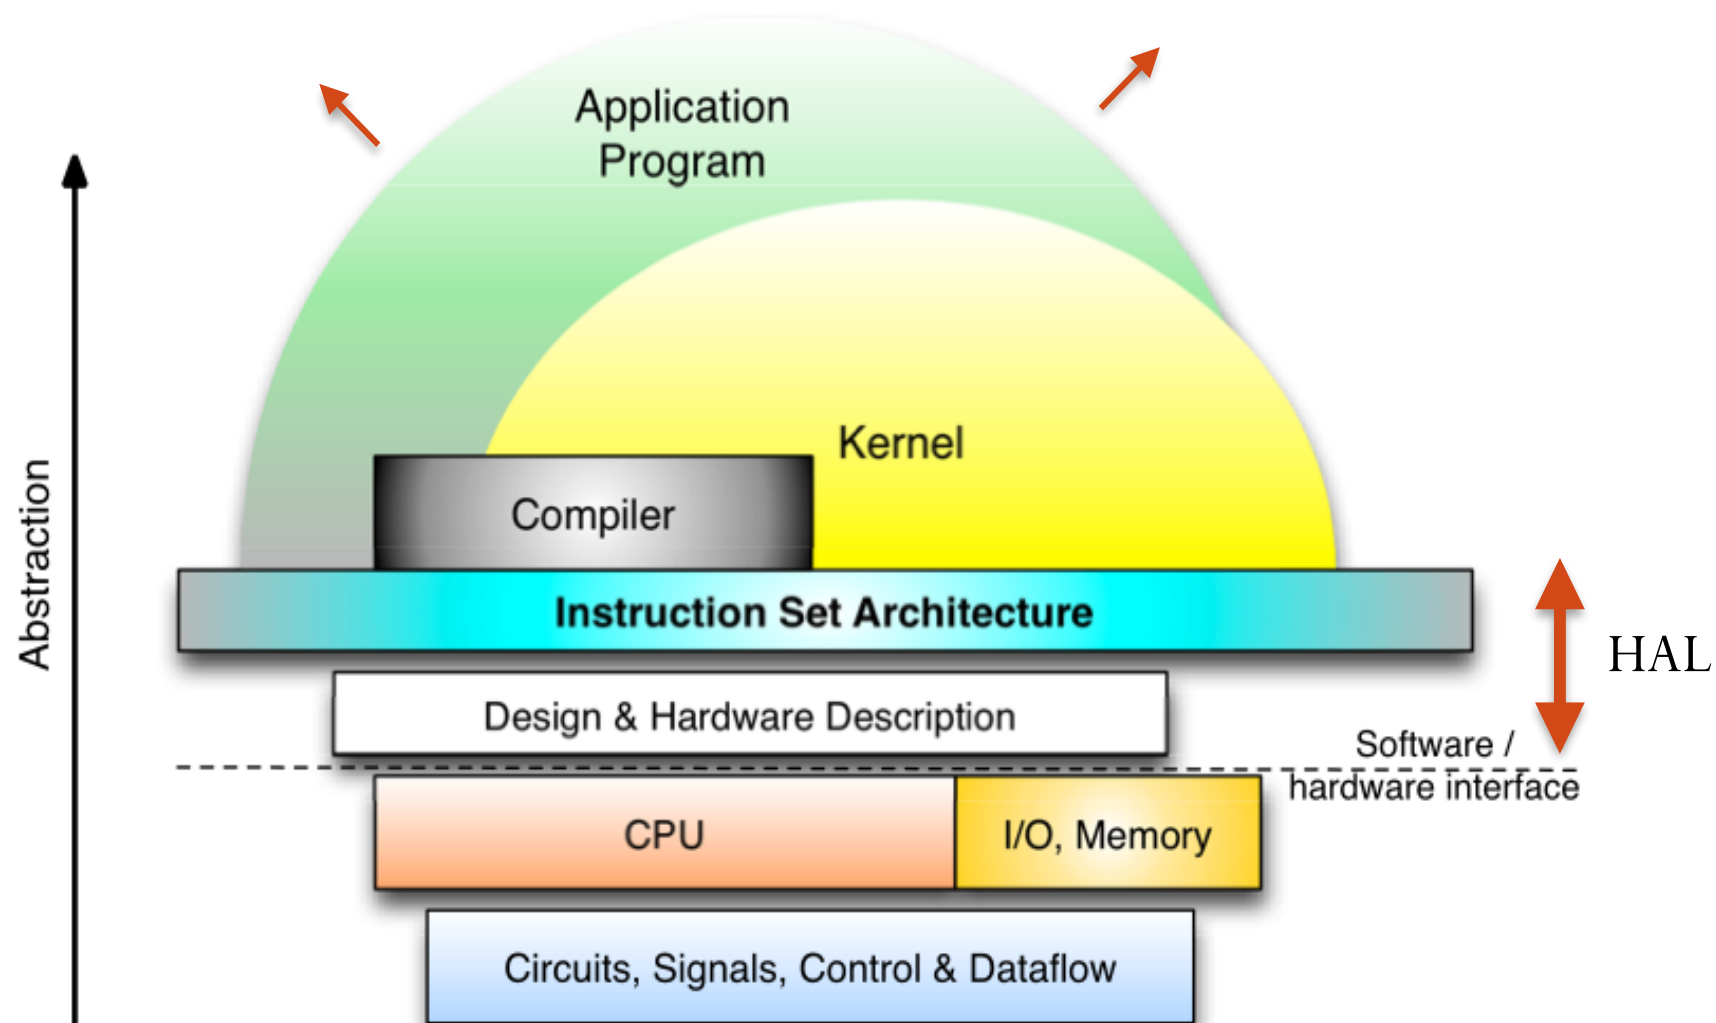 Application
Program
Kernel
Compiler
Abstraction
Instruction Set Architecture
HAL
Design & Hardware Description
Software /
hardware interface
CPU
I/O, Memory
Circuits, Signals, Control & Dataflow